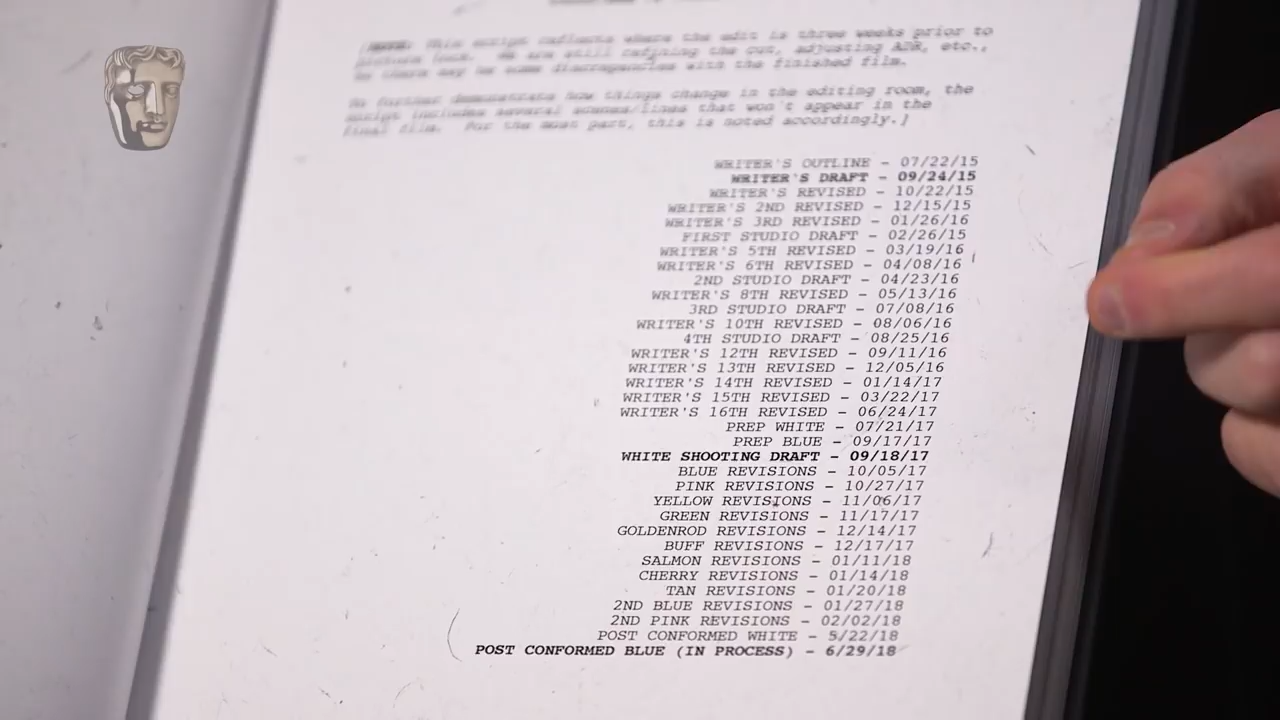 [NOTE: This script reflects where the edit is three weeks prior to
picture lock. We are still refining the cut, adjusting ADR, etc.,
so there may be some discrepancies with the finished film.
To further demonstrate how things change in the editing room, the
script includes several scenes/lines that won't appear in the
final film. For the most part, this is noted accordingly.]
WRITER'S OUTLINE - 07/22/15
WRITER'S DRAFT - 09/24/15
WRITER'S REVISED - 10/22/15
WRITER'S 2ND REVISED - 12/15/15
WRITER'S 3RD REVISED - 01/26/16
FIRST STUDIO DRAFT - 02/26/15
WRITER'S 5TH REVISED - 03/19/16
WRITER'S 6TH REVISED - 04/08/16
2ND STUDIO DRAFT - 04/23/16
WRITER'S 8TH REVISED - 05/13/16
3RD STUDIO DRAFT - 07/08/16
WRITER'S 10TH REVISED - 08/06/16
4TH STUDIO DRAFT - 08/25/16
WRITER'S 12TH REVISED - 09/11/16
WRITER'S 13TH REVISED - 12/05/16
WRITER'S 14TH REVISED - 01/14/17
WRITER'S 15TH REVISED - 03/22/17
WRITER'S 16TH REVISED - 06/24/17
PREP WHITE - 07/21/17
PREP BLUE - 09/17/17
WHITE SHOOTING DRAFT - 09/18/17
BLUE REVISIONS - 10/05/17
PINK REVISIONS - 10/27/17
YELLOW REVISIONS - 11/06/17
GREEN REVISIONS - 11/17/17
GOLDENROD REVISIONS - 12/14/17
BUFF REVISIONS - 12/17/17
SALMON REVISIONS - 01/11/18
CHERRY REVISIONS - 01/14/18
TAN REVISIONS - 01/20/18
2ND BLUE REVISIONS - 01/27/18
2ND PINK REVISIONS - 02/02/18
POST CONFORMED WHITE - 5/22/18
POST CONFORMED BLUE (IN PROCESS) - 6/29/18